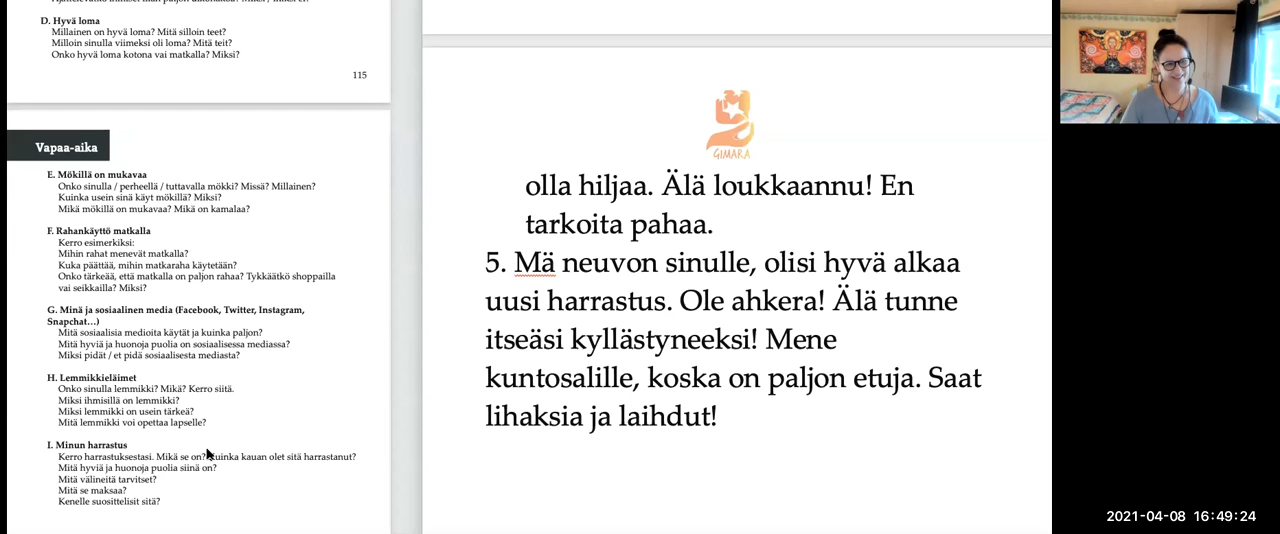 D. Hyvä loma
Millainen on hyvä loma? Mitä silloin teet?
Milloin sinulla viimeksi oli loma? Mitä teit?
Onko hyvä loma kotona vai matkalla? Miksi?
115
Vapaa-aika
E. Mökillä on mukavaa
Onko sinulla / perheellä / tuttavalla mökki? Missä? Millainen?
Kuinka usein sinä käyt mökillä? Miksi?
Mikä mökillä on mukavaa? Mikä on kamalaa?
F. Rahankäyttö matkalla
Kerro esimerkiksi:
Mihin rahat menevät matkalla?
Kuka päättää, mihin matkaraha käytetään?
Onko tärkeää, että matkalla on paljon rahaa? Tykkäätkö shoppailla
vai seikkailla? Miksi?
G. Minä ja sosiaalinen media (Facebook, Twitter, Instagram,
Snapchat…)
Mitä sosiaalisia medioita käytät ja kuinka paljon?
Mitä hyviä ja huonoja puolia on sosiaalisessa mediassa?
Miksi pidät / et pidä sosiaalisesta mediasta?
H. Lemmikkieläimet
Onko sinulla lemmikki? Mikä? Kerro siitä.
Miksi ihmisillä on lemmikki?
Miksi lemmikki on usein tärkeä?
Mitä lemmikki voi opettaa lapselle?
I. Minun harrastus
Kerro harrastuksestasi. Mikä se on? Kuinka kauan olet sitä harrastanut?
Mitä hyviä ja huonoja puolia siinä on?
Mitä välineitä tarvitset?
Mitä se maksaa?
Kenelle suosittelisit sitä?
GIMARA
olla hiljaa. Älä loukkaannu! En
tarkoita pahaa.
5. Mä neuvon sinulle, olisi hyvä alkaa
uusi harrastus. Ole ahkera! Älä tunne
itseäsi kyllästyneeksi! Mene
kuntosalille, koska on paljon etuja. Saat
lihaksia ja laihdut!
2021-04-08 16:49:24